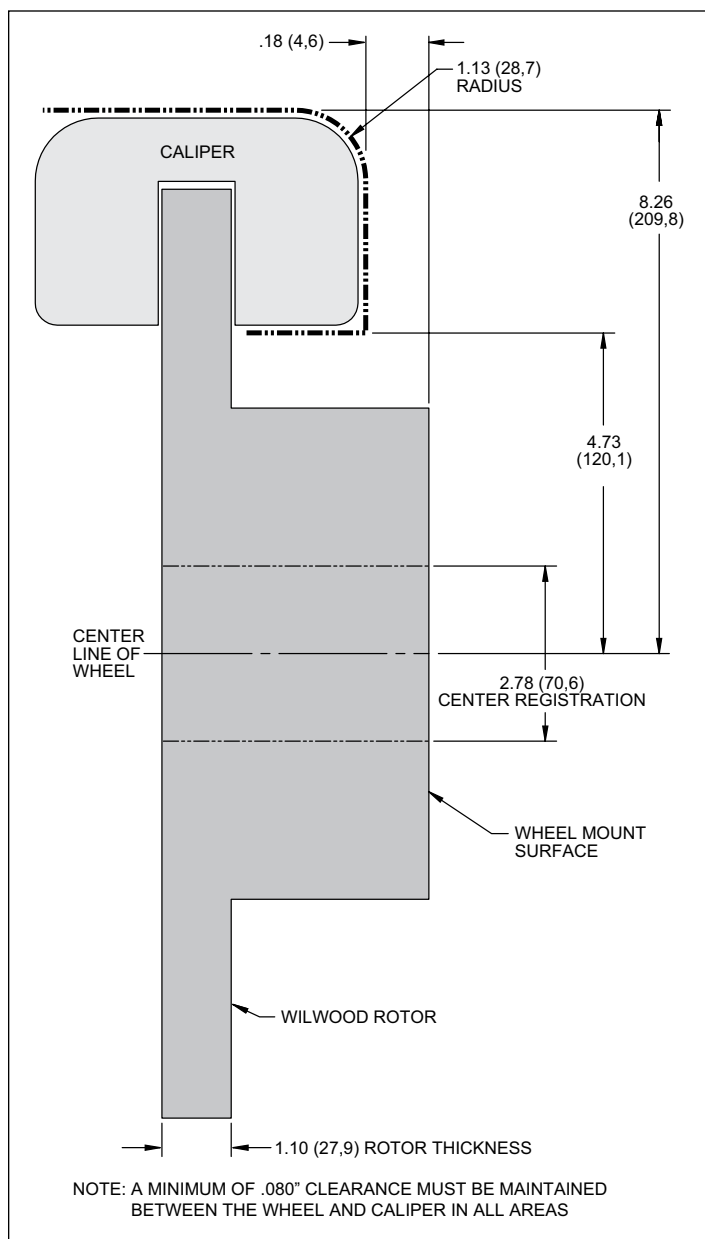 .18 (4,6)
1.13 (28,7)
RADIUS
CALIPER
8.26
(209,8)
4.73
(120,1)
CENTER
LINE OF
WHEEL
2.78 (70,6)
CENTER REGISTRATION
WHEEL MOUNT
SURFACE
WILWOOD ROTOR
1.10 (27,9) ROTOR THICKNESS
NOTE: A MINIMUM OF .080” CLEARANCE MUST BE MAINTAINED
BETWEEN THE WHEEL AND CALIPER IN ALL AREAS